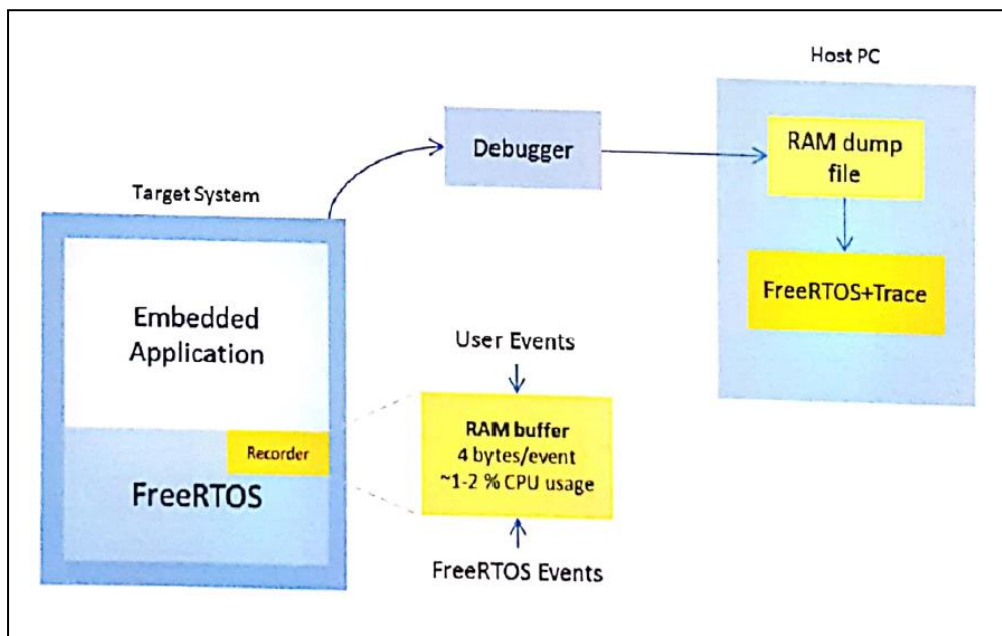 Host PC
RAM dump
file
Debugger
Target System
FreeRTOS+Trace
Embedded
Application
User Events
RAM buffer
4 bytes/event
~1-2 % CPU usage
Recorder
FreeRTOS
FreeRTOS Events